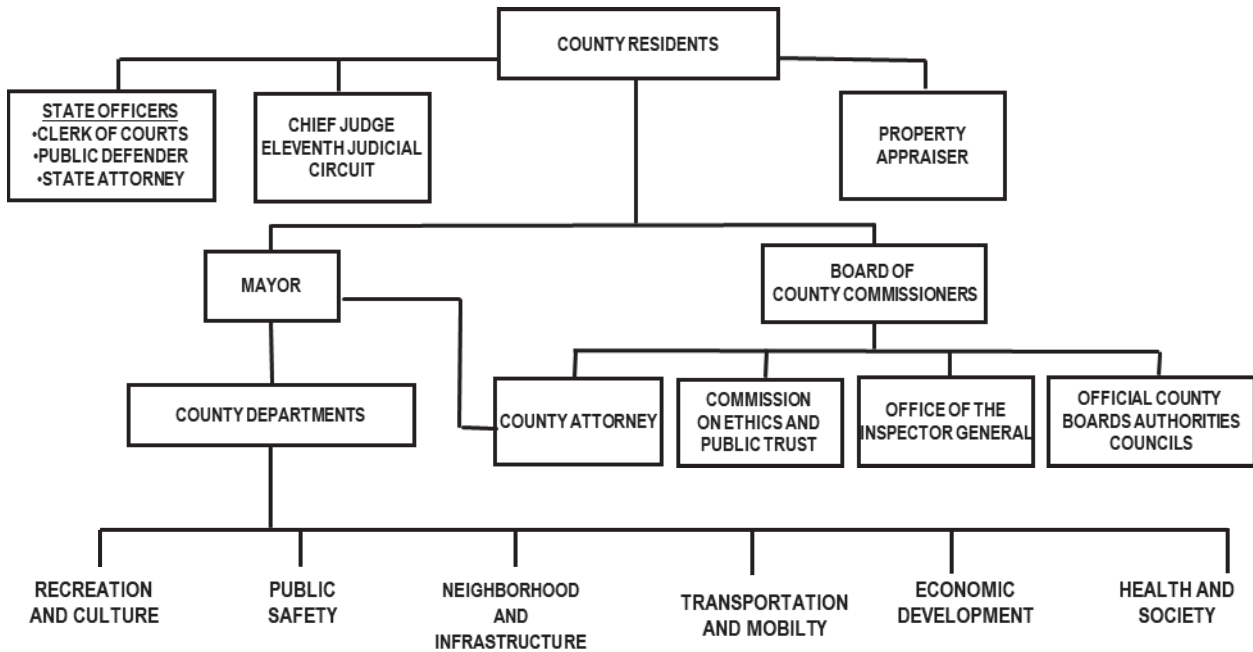 COUNTY RESIDENTS
STATE OFFICERS
•CLERK OF COURTS
•PUBLIC DEFENDER
•STATE ATTORNEY
CHIEF JUDGE
ELEVENTH JUDICIAL
CIRCUIT
PROPERTY
APPRAISER
MAYOR
BOARD OF
COUNTY COMMISSIONERS
COUNTY DEPARTMENTS
COUNTY ATTORNEY
COMMISSION
ON ETHICS AND
PUBLIC TRUST
OFFICE OF THE
INSPECTOR GENERAL
OFFICIAL COUNTY
BOARDS AUTHORITIES
COUNCILS
RECREATION
AND CULTURE
PUBLIC
SAFETY
NEIGHBORHOOD
AND
INFRASTRUCTURE
TRANSPORTATION
AND MOBILTY
ECONOMIC
DEVELOPMENT
HEALTH AND
SOCIETY